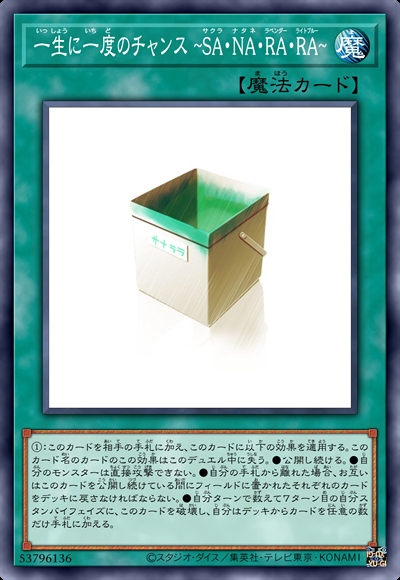 一生に一度のチャンス ~SA・NA・RA・RA~
いっしょう いちど サクラ ナタネ ラベンダー ライトブルー
魔
【魔法カード】
サナララ
①:このカードを相手の手札に加え、このカードに以下の効果を適用する。この
カード名のカードのこの効果はこのデュエル中に失う。●公開し続ける。●自
分のモンスターは直接攻撃できない。●自分の手札から離れた場合、お互い
はこのカードを公開し続けている間にフィールドに置かれたそれぞれのカード
をデッキに戻さなければならない。●自分ターンで数えて7ターン目の自分ス
タンバイフェイズに、このカードを破壊し、自分はデッキからカードを任意の数
だけ手札に加える。
53796136
©スタジオ・ダイス/集英社・テレビ東京・KONAMI